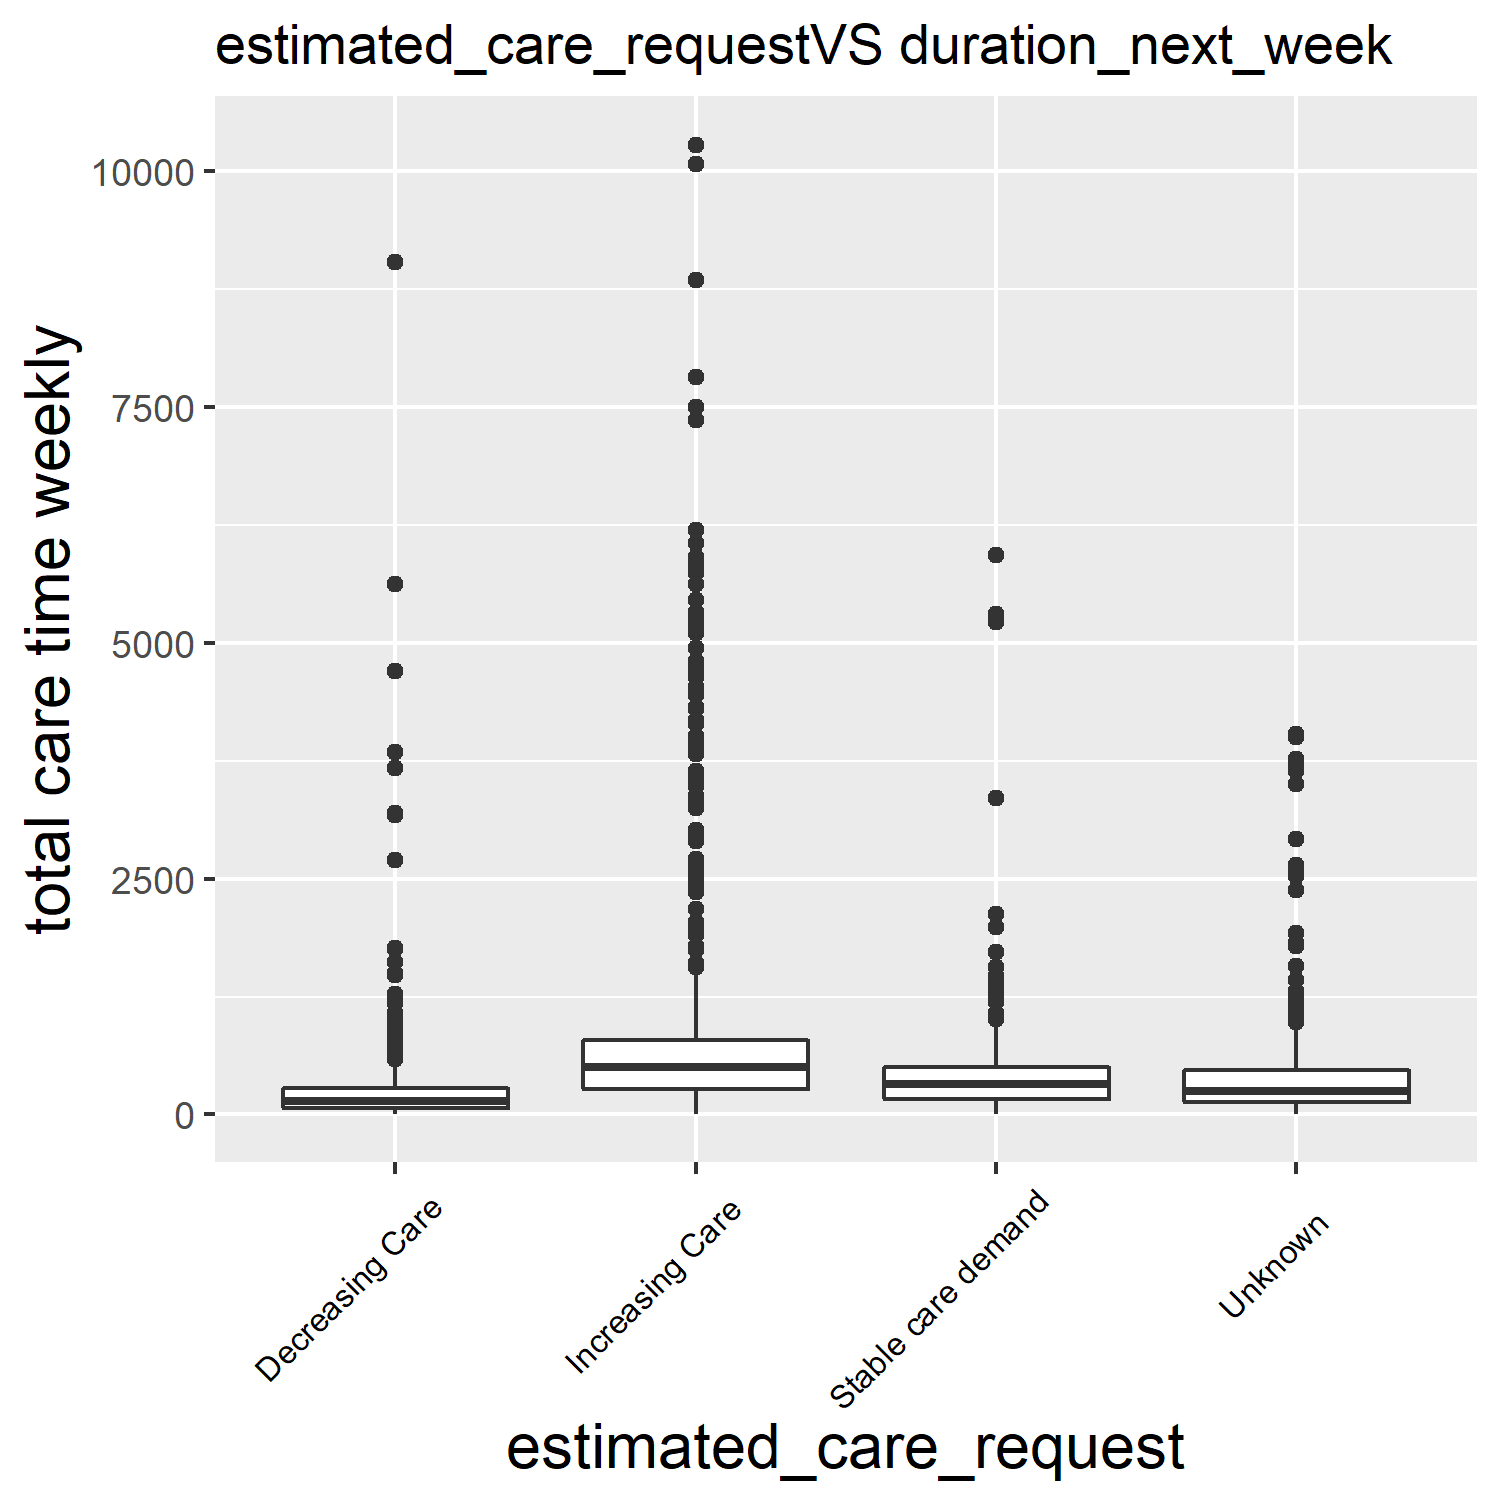 estimated_care_requestVS duration_next_week
total care time weekly
10000
7500
5000
2500
0
Decreasing Care
Increasing Care
Stable care demand
Unknown
estimated_care_request